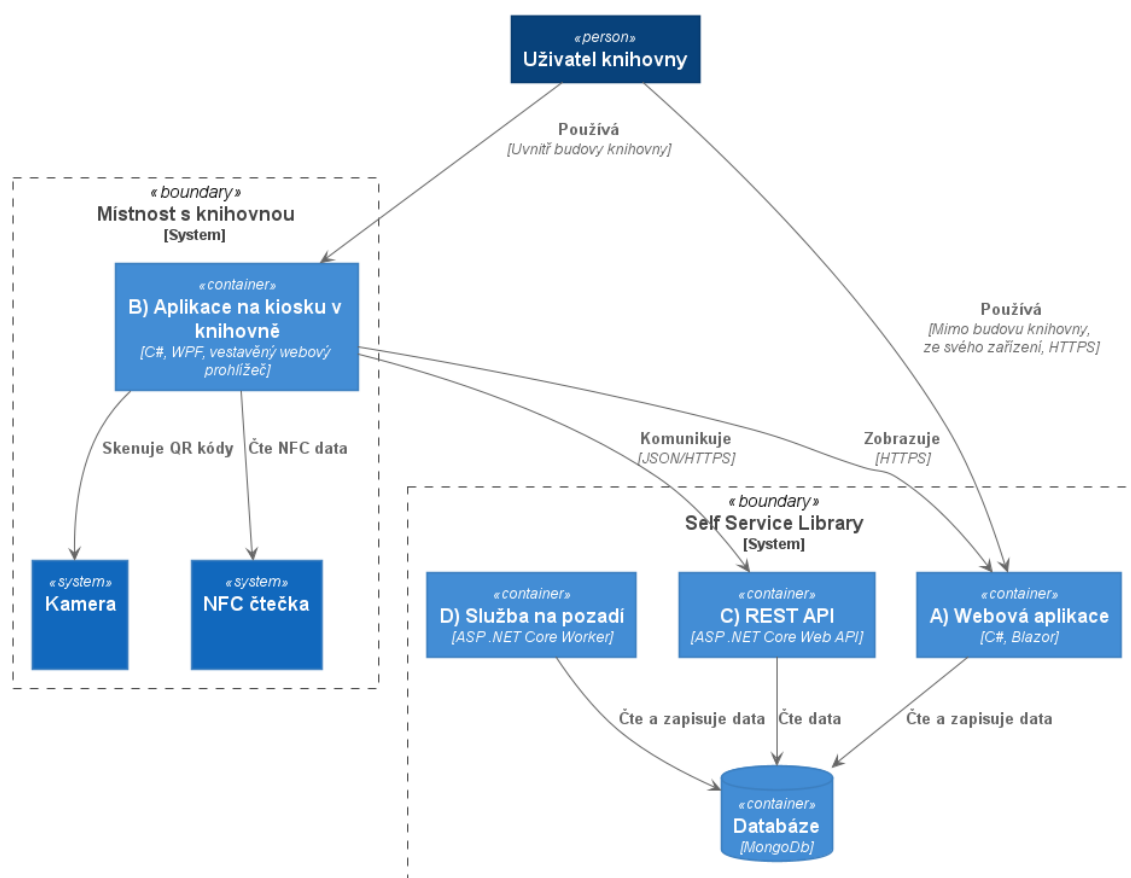 «person»
Uživatel knihovny
Používá
[Uvnitř budovy knihovny]
«boundary»
Místnost s knihovnou
[System]
«container»
B) Aplikace na kiosku v
knihovně
[C#, WPF, vestavěný webový
prohlížeč]
Používá
[Mimo budovu knihovny,
ze svého zařízení, HTTPS]
Skenuje QR kódy
Čte NFC data
Komunikuje
[JSON/HTTPS]
Zobrazuje
[HTTPS]
«boundary»
Self Service Library
[System]
«system»
Kamera
«system»
NFC čtečka
«container»
D) Služba na pozadí
[ASP .NET Core Worker]
«container»
C) REST API
[ASP .NET Core Web API]
«container»
A) Webová aplikace
[C#, Blazor]
Čte a zapisuje data
Čte data
Čte a zapisuje data
«container»
Databáze
[MongoDb]